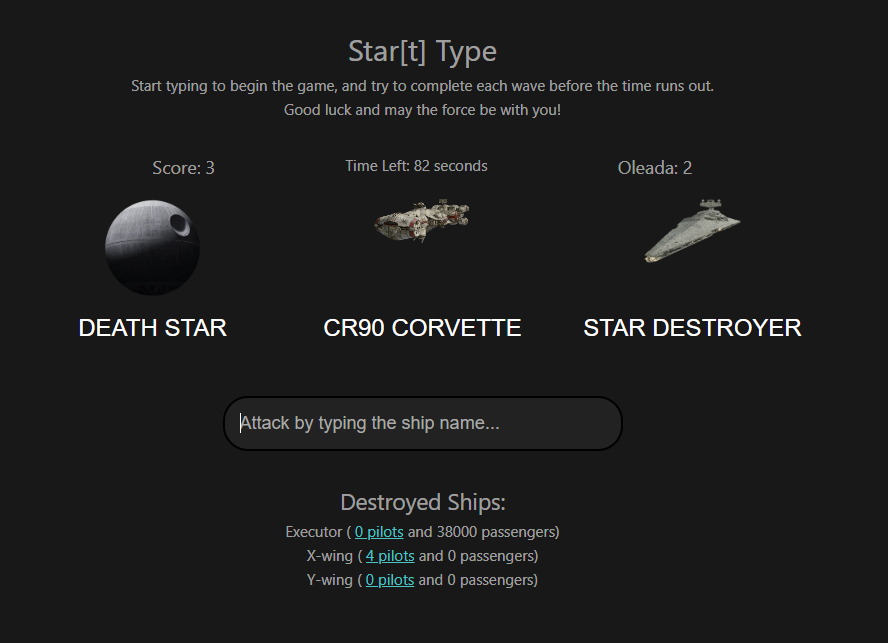 Star[t] Type
Start typing to begin the game, and try to complete each wave before the time runs out.
Good luck and may the force be with you!
Score: 3
Time Left: 82 seconds
Oleada: 2
DEATH STAR
CR90 CORVETTE
STAR DESTROYER
Attack by typing the ship name...
Destroyed Ships:
Executor ( 0 pilots and 38000 passengers)
X-wing ( 4 pilots and 0 passengers)
Y-wing ( 0 pilots and 0 passengers)